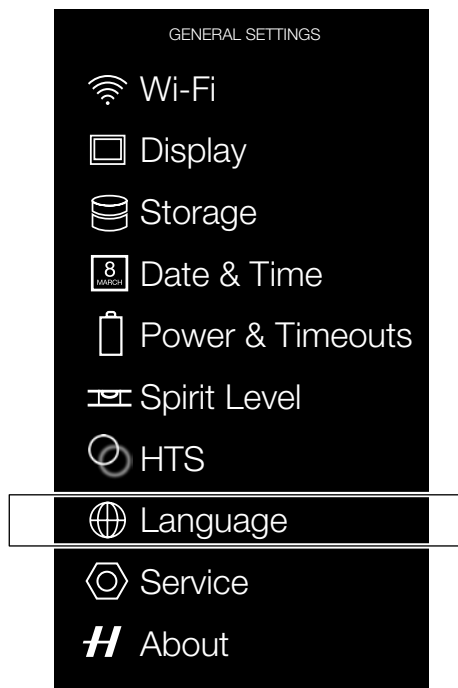 GENERAL SETTINGS
Wi-Fi
Display
Storage
8
MARCH
Date & Time
Power & Timeouts
Spirit Level
HTS
Language
Service
H About